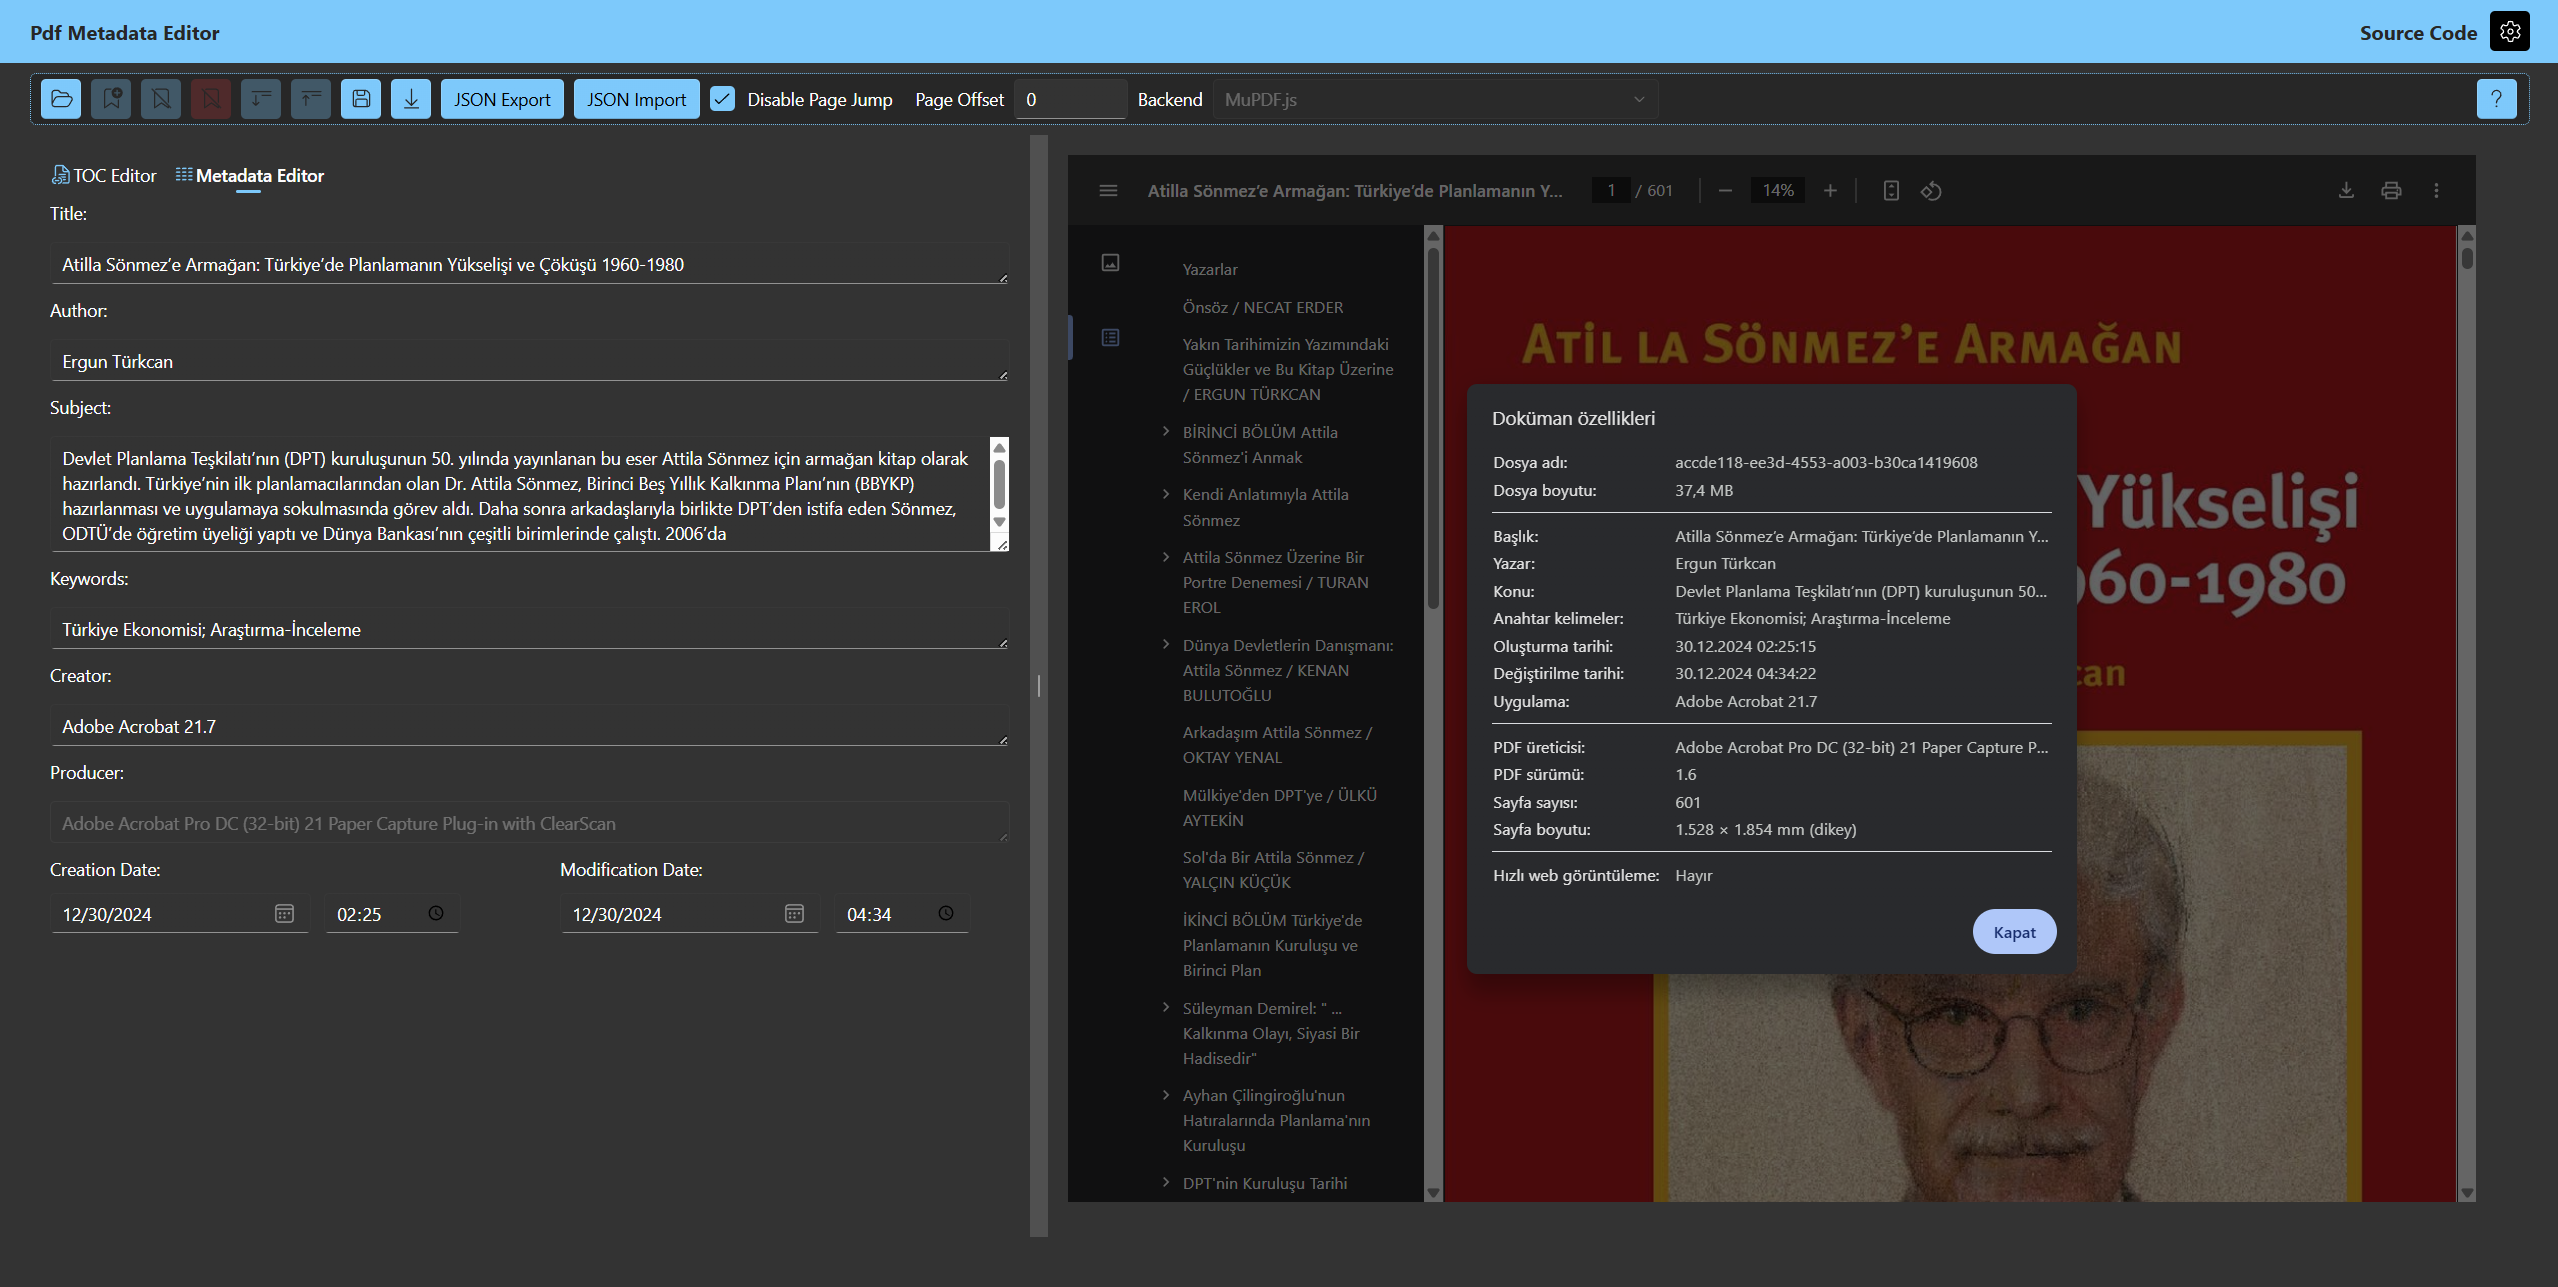 Pdf Metadata Editor
Source Code
JSON Export
JSON Import
Disable Page Jump
Page Offset
0
Backend
MuPDF.js
?
TOC Editor
Metadata Editor
Title:
Atilla Sönmez’e Armağan: Türkiye’de Planlamanın Yükselişi ve Çöküşü 1960-1980
Author:
Ergun Türkcan
Subject:
Devlet Planlama Teşkilatı’nın (DPT) kuruluşunun 50. yılında yayınlanan bu eser Attila Sönmez için armağan kitap olarak
hazırlandı. Türkiye’nin ilk planlamacılarından olan Dr. Attila Sönmez, Birinci Beş Yıllık Kalkınma Planı’nın (BBYKP)
hazırlanması ve uygulamaya sokulmasında görev aldı. Daha sonra arkadaşlarıyla birlikte DPT’den istifa eden Sönmez,
ODTÜ’de öğretim üyeliği yaptı ve Dünya Bankası’nın çeşitli birimlerinde çalıştı. 2006’da
Keywords:
Türkiye Ekonomisi; Araştırma-İnceleme
Creator:
Adobe Acrobat 21.7
Producer:
Adobe Acrobat Pro DC (32-bit) 21 Paper Capture Plug-in with ClearScan
Creation Date:
Modification Date:
12/30/2024
02:25
12/30/2024
04:34
Atilla Sönmez’e Armağan: Türkiye’de Planlamanın Y...
1 / 601
14%
Yazarlar
Önsöz / NECAT ERDER
Yakın Tarihimizin Yazımındaki
Güçlükler ve Bu Kitap Üzerine
/ ERGUN TÜRKCAN
BİRİNCİ BÖLÜM Attila
Sönmez'i Anmak
Kendi Anlatımıyla Attila
Sönmez
Attila Sönmez Üzerine Bir
Portre Denemesi / TURAN
EROL
Dünya Devletlerin Danışmanı:
Attila Sönmez / KENAN
BULUTOĞLU
Arkadaşım Attila Sönmez /
OKTAY YENAL
Mülkiye'den DPT'ye / ÜLKÜ
AYTEKİN
Sol'da Bir Attila Sönmez /
YALÇIN KÜÇÜK
İKİNCİ BÖLÜM Türkiye'de
Planlamanın Kuruluşu ve
Birinci Plan
Süleyman Demirel: " ...
Kalkınma Olayı, Siyasi Bir
Hadisedir"
Ayhan Çilingiroğlu'nun
Hatıralarında Planlama'nın
Kuruluşu
DPT'nin Kuruluşu Tarihi
ATİL LA SÖNMEZ’E ARMAĞAN
Yükselişi
960-1980
can
Doküman özellikleri
Dosya adı: accde118-ee3d-4553-a003-b30ca1419608
Dosya boyutu: 37,4 MB
Başlık: Atilla Sönmez’e Armağan: Türkiye’de Planlamanın Y...
Yazar: Ergun Türkcan
Konu: Devlet Planlama Teşkilatı’nın (DPT) kuruluşunun 50...
Anahtar kelimeler: Türkiye Ekonomisi; Araştırma-İnceleme
Oluşturma tarihi: 30.12.2024 02:25:15
Değiştirilme tarihi: 30.12.2024 04:34:22
Uygulama: Adobe Acrobat 21.7
PDF üreticisi: Adobe Acrobat Pro DC (32-bit) 21 Paper Capture P...
PDF sürümü: 1.6
Sayfa sayısı: 601
Sayfa boyutu: 1.528 × 1.854 mm (dikey)
Hızlı web görüntüleme: Hayır
Kapat